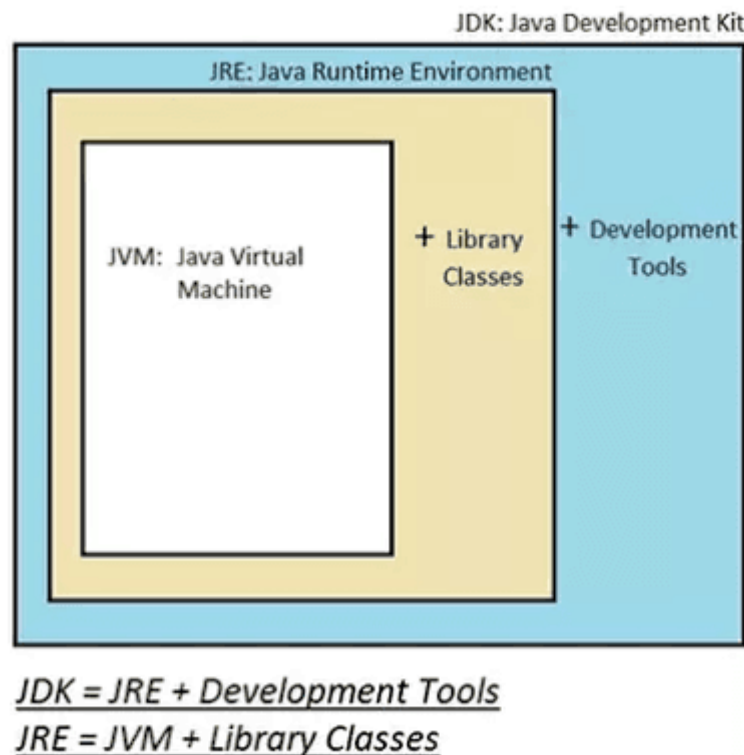 JDK: Java Development Kit
JRE: Java Runtime Environment
JVM: Java Virtual
Machine
+ Library
Classes
+ Development
Tools
JDK = JRE + Development Tools
JRE = JVM + Library Classes